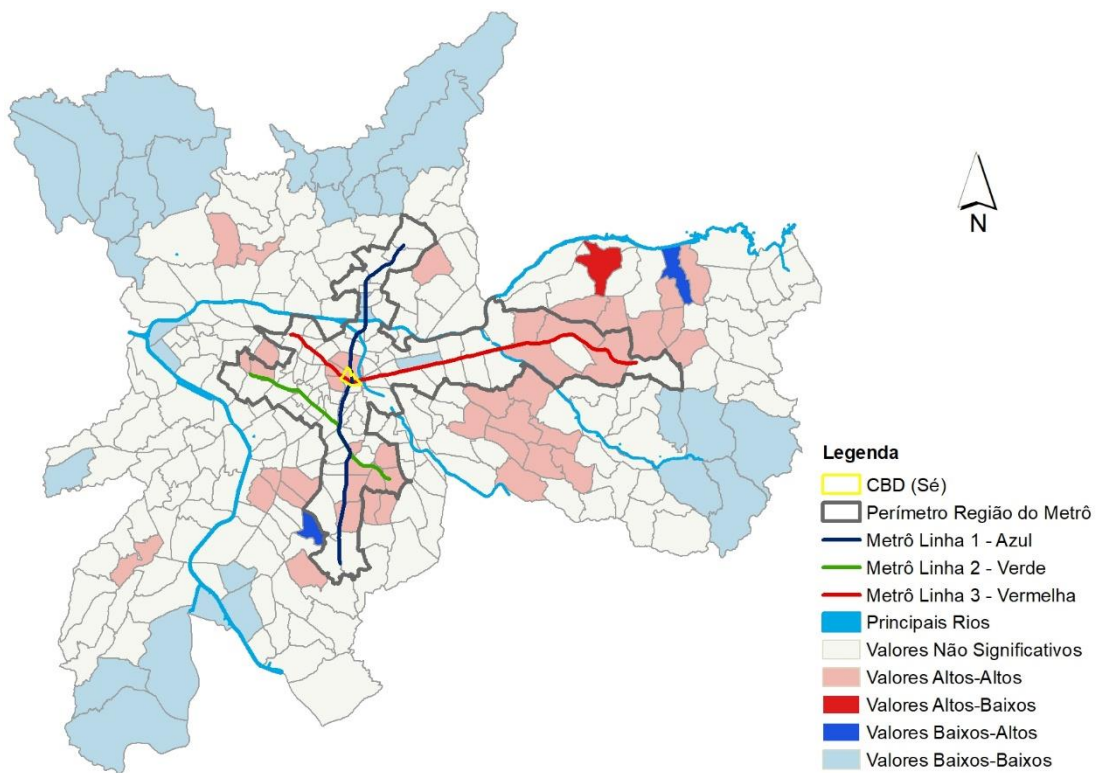 N
Legenda
CBD (Sé)
Perímetro Região do Metrô
Metrô Linha 1 - Azul
Metrô Linha 2 - Verde
Metrô Linha 3 - Vermelha
Principais Rios
Valores Não Significativos
Valores Altos-Altos
Valores Altos-Baixos
Valores Baixos-Altos
Valores Baixos-Baixos